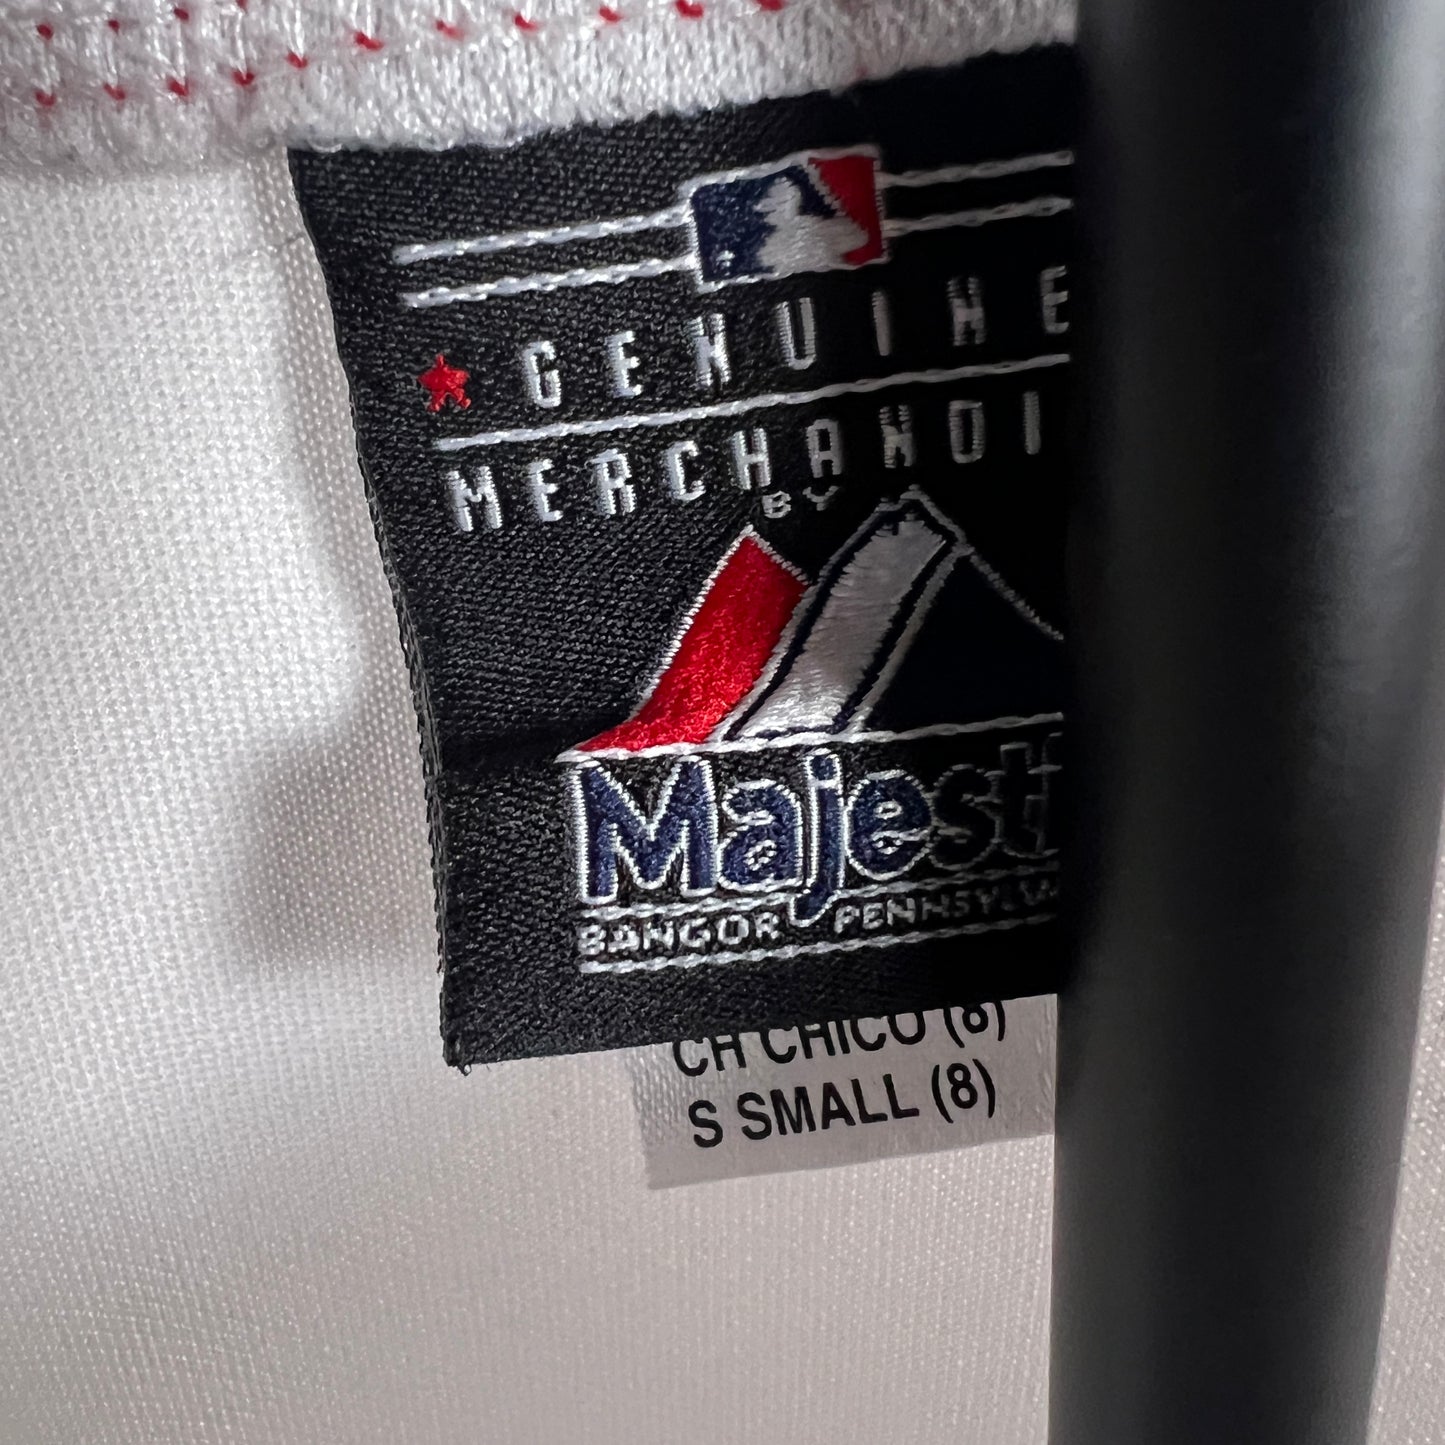 GENUINE
MERCHANDI
BY
Majest
BANGOR PENNSYLVA
CH CHICO (8)
S SMALL (8)